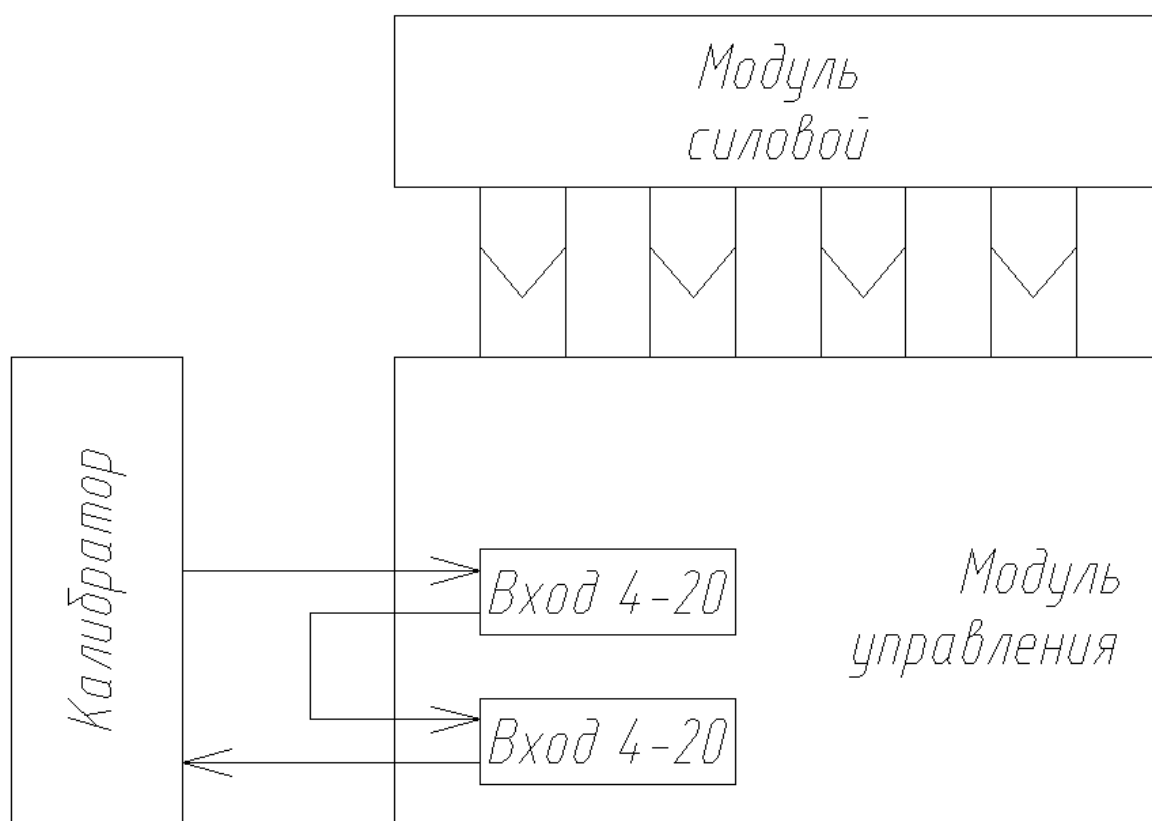 Модуль
силовой
Калибратор
Вход 4-20
Модуль
управления
Вход 4-20